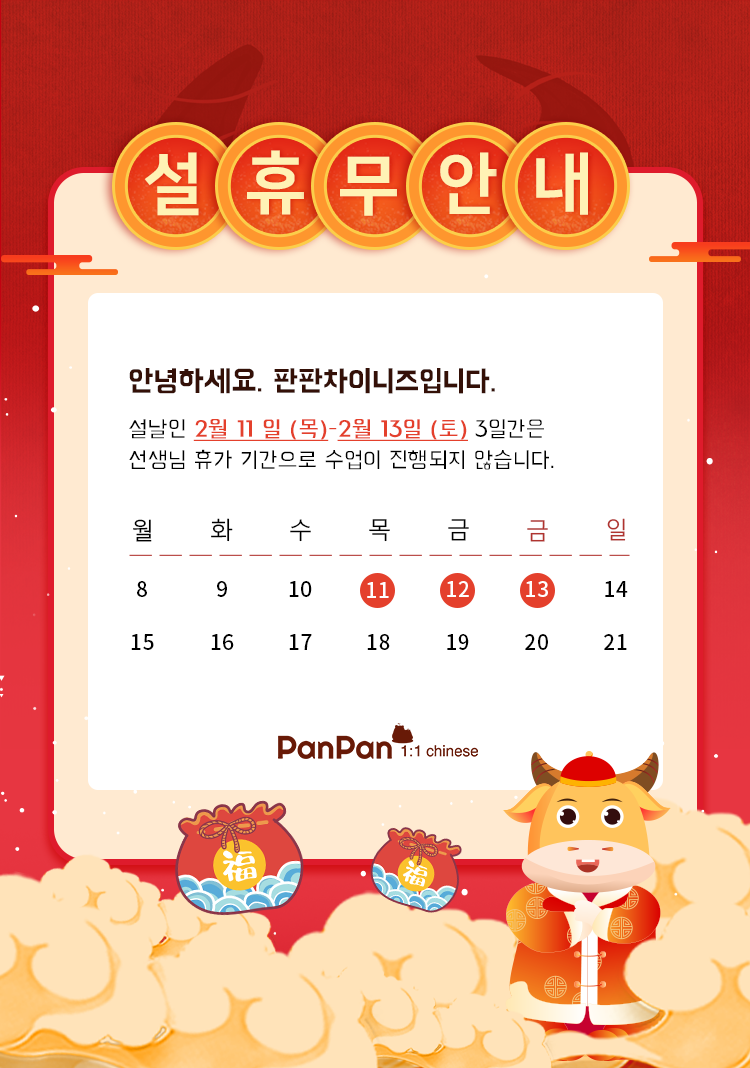 설휴무안내
안녕하세요. 판판차이니즈입니다.
설날인 2월 11 일 (목)-2월 13일 (토) 3일간은
선생님 휴가 기간으로 수업이 진행되지 않습니다.
월 화 수 목 금 금 일
8 9 10 11 12 13 14
15 16 17 18 19 20 21
PanPan 1:1 chinese
福 福